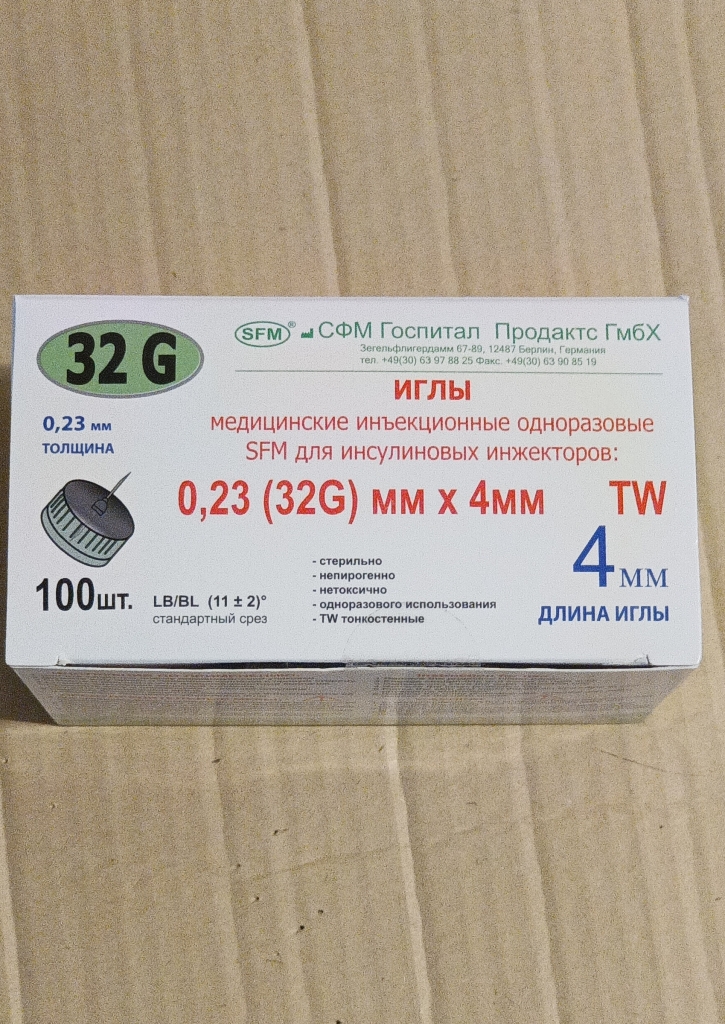 32 G
SFM® СФМ Госпитал Продактс ГмбХ
Зегельфлигердамм 67-89, 12487 Берлин, Германия
тел. +49(30) 63 97 88 25 Факс. +49(30) 63 90 85 19
ИГЛЫ
0,23 мм
ТОЛЩИНА
медицинские инъекционные одноразовые
SFM для инсулиновых инжекторов:
0,23 (32G) мм х 4мм TW
4 мм
ДЛИНА ИГЛЫ
100шт.
LB/BL (11 ± 2)°
стандартный срез
- стерильно
- непирогенно
- нетоксично
- одноразового использования
- TW тонкостенные